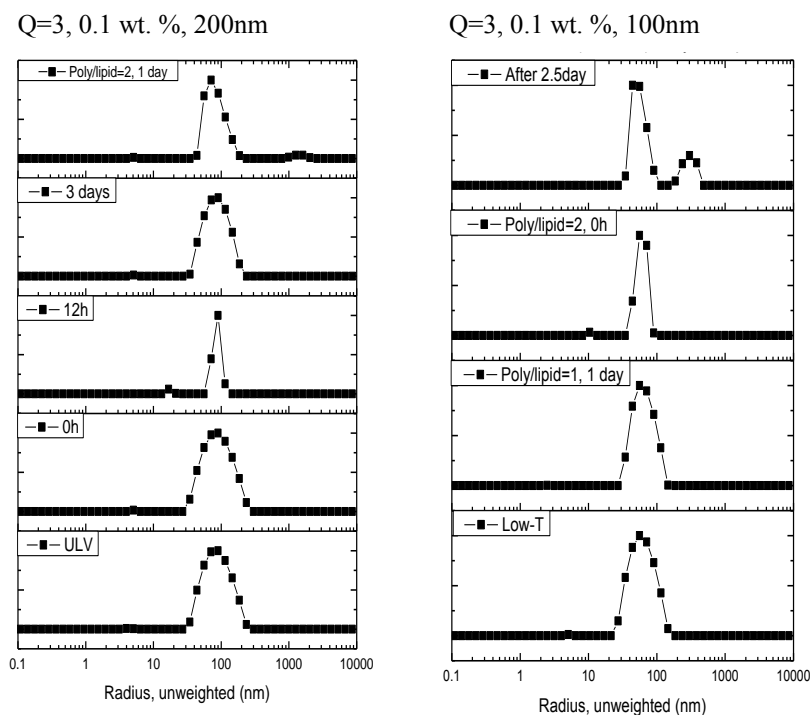 Q=3, 0.1 wt. %, 200nm
Poly/lipid=2, 1 day
3 days
12h
0h
ULV
0.1 1 10 100 1000 10000
Radius, unweighted (nm)
Q=3, 0.1 wt. %, 100nm
After 2.5day
Poly/lipid=2, 0h
Poly/lipid=1, 1 day
Low-T
0.1 1 10 100 1000 10000
Radius, unweighted (nm)